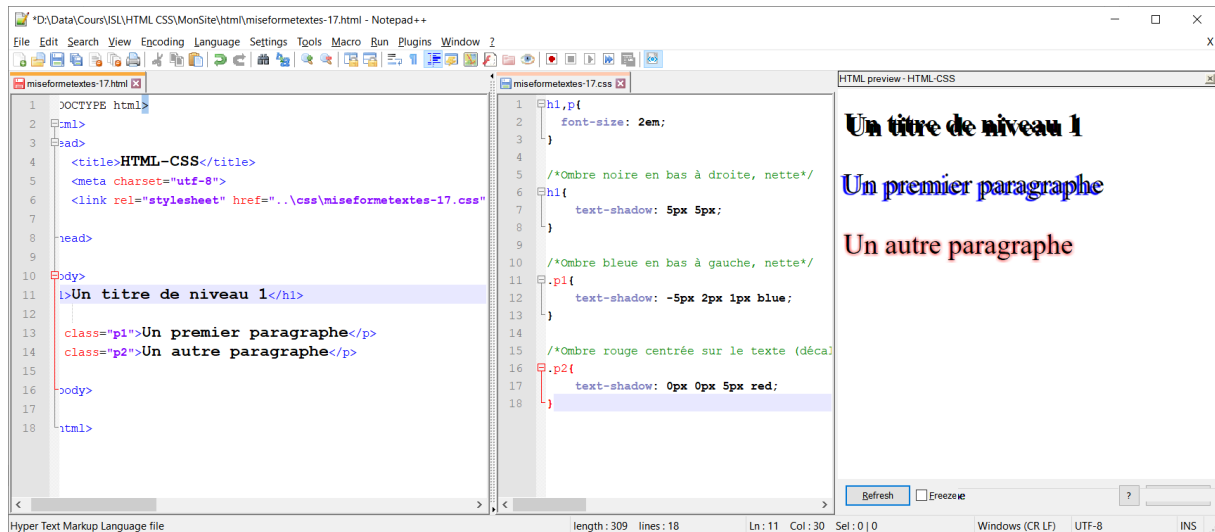 *D:\Data\Cours\ISL\HTML CSS\MonSite\html\miseformetextes-17.html - Notepad++
File Edit Search View Encoding Language Settings Tools Macro Run Plugins Window ?
X
miseformetextes-17.html
1 DOCTYPE html>
2 tml>
3 ead>
4 <title>HTML-CSS</title>
5 <meta charset="utf-8">
6 <link rel="stylesheet" href="..\css\miseformetextes-17.css"
7
8 head>
9
10 ody>
11 1>Un titre de niveau 1</h1>
12
13 class="p1">Un premier paragraphe</p>
14 class="p2">Un autre paragraphe</p>
15
16 body>
17
18 html>
miseformetextes-17.css
1 h1,p{
2 font-size: 2em;
3 }
4
5 /*Ombre noire en bas à droite, nette*/
6 h1{
7 text-shadow: 5px 5px;
8 }
9
10 /*Ombre bleue en bas à gauche, nette*/
11 .p1{
12 text-shadow: -5px 2px 1px blue;
13 }
14
15 /*Ombre rouge centrée sur le texte (décal
16 .p2{
17 text-shadow: 0px 0px 5px red;
18 }
HTML preview - HTML-CSS
Un titre de niveau 1
Un premier paragraphe
Un autre paragraphe
Refresh Freeze ?
Hyper Text Markup Language file length : 309 lines : 18 Ln : 11 Col : 30 Sel : 0 | 0 Windows (CR LF) UTF-8 INS